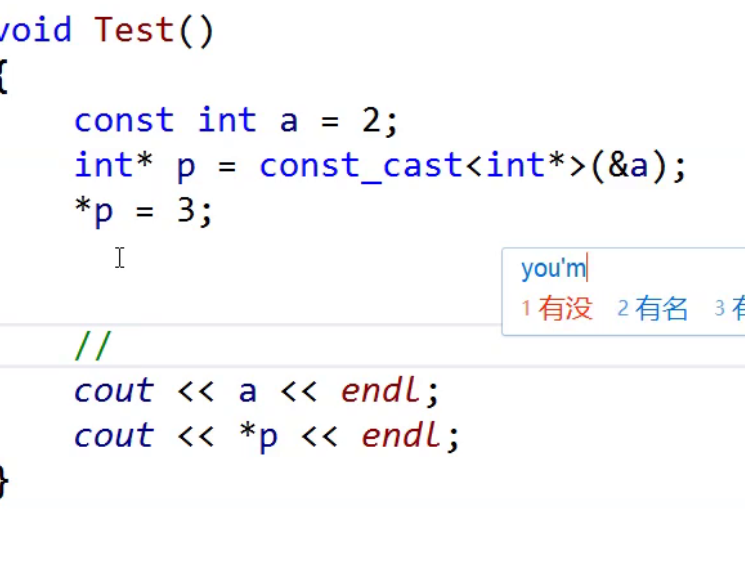 void Test()
{
const int a = 2;
int* p = const_cast<int*>(&a);
*p = 3;
you'm
1 有没 2 有名 3 有
//
cout << a << endl;
cout << *p << endl;
}